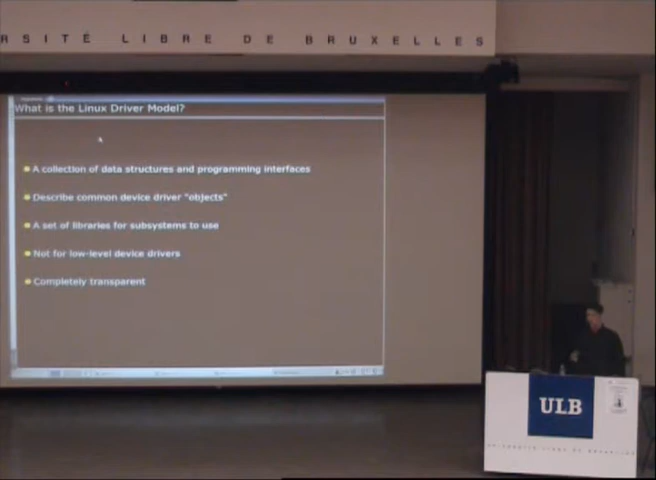 RSITÉ LIBRE DE BRUXELLES
What is the Linux Driver Model?
A collection of data structures and programming interfaces
Describe common device driver "objects"
A set of libraries for subsystems to use
Not for low-level device drivers
Completely transparent
ULB